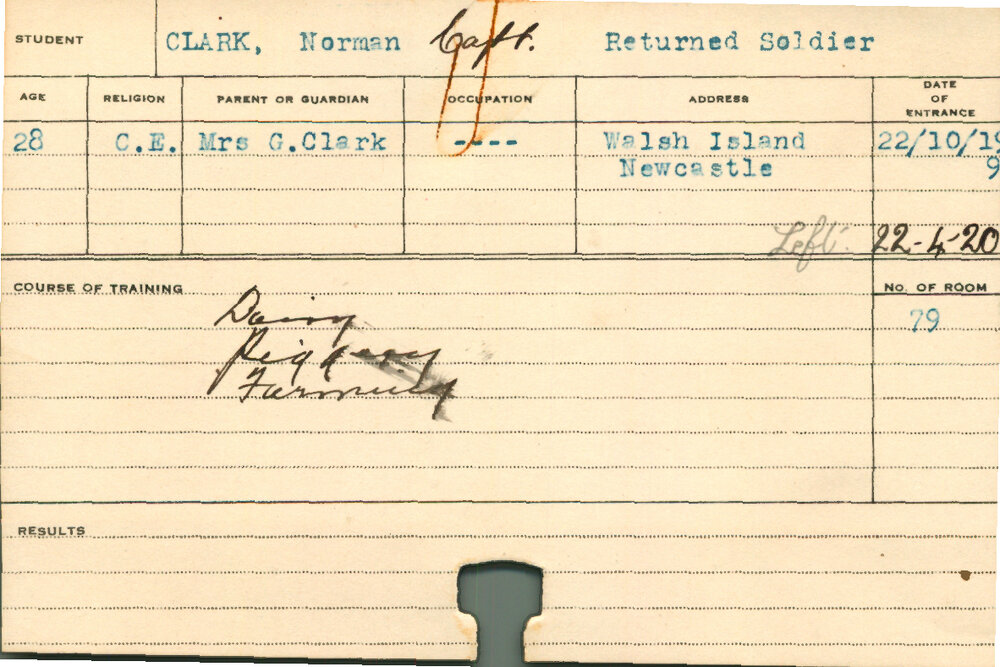 STUDENT CLARK, Norman Capt. Returned Soldier
AGE RELIGION PARENT OR GUARDIAN OCCUPATION ADDRESS DATE OF ENTRANCE
28 C.E. Mrs G.Clark ---- Walsh Island 22/10/19
Newcastle 9
Left: 22-4-20
COURSE OF TRAINING No. OF ROOM
Dairy 79
Piggery
Farming
RESULTS